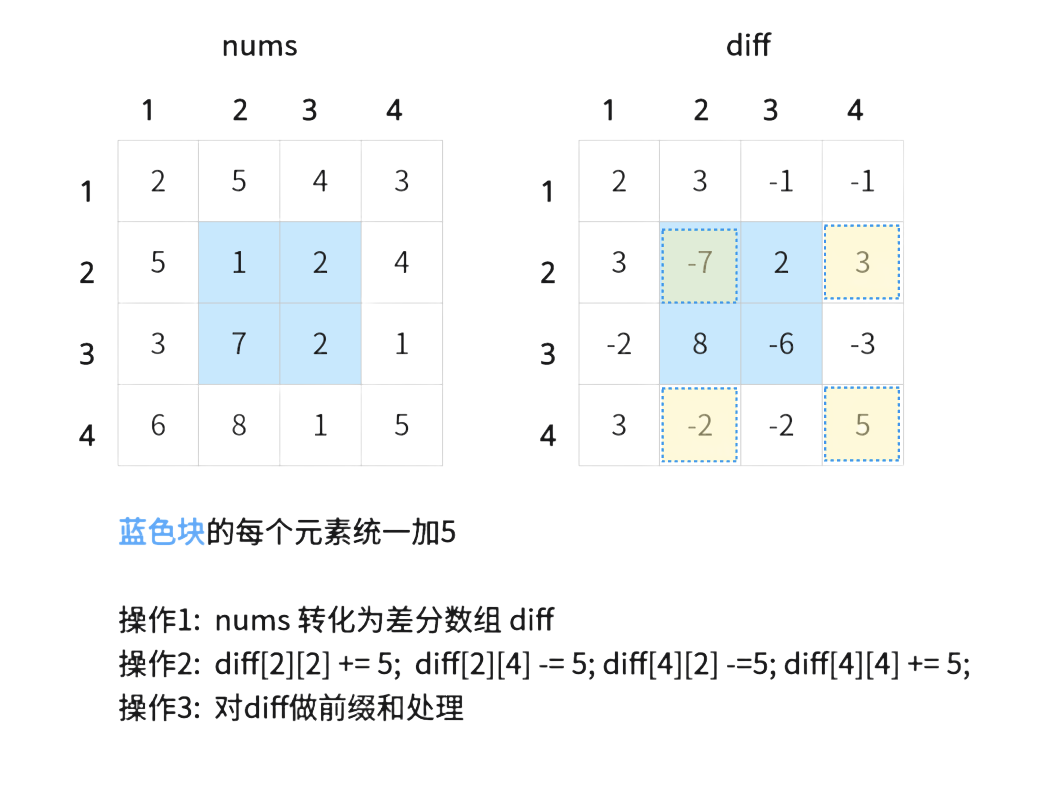 nums diff
1 2 3 4 1 2 3 4
1 2 5 4 3 1 2 3 -1 -1
2 5 1 2 4 2 3 -7 2 3
3 3 7 2 1 3 -2 8 -6 -3
4 6 8 1 5 4 3 -2 -2 5
蓝色块的每个元素统一加5
操作1: nums 转化为差分数组 diff
操作2: diff[2][2] += 5; diff[2][4] -= 5; diff[4][2] -=5; diff[4][4] += 5;
操作3: 对diff做前缀和处理